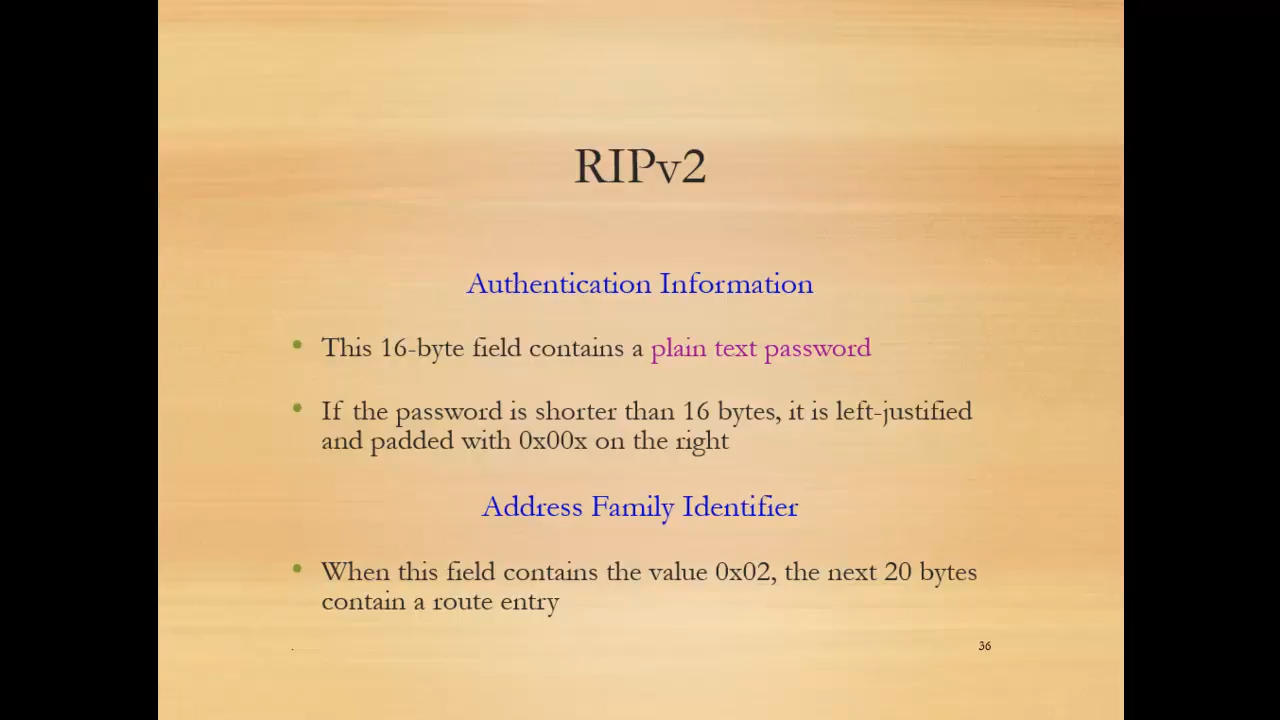 RIPv2
Authentication Information
• This 16-byte field contains a plain text password
• If the password is shorter than 16 bytes, it is left-justified
and padded with 0x00x on the right
Address Family Identifier
• When this field contains the value 0x02, the next 20 bytes
contain a route entry
.
36